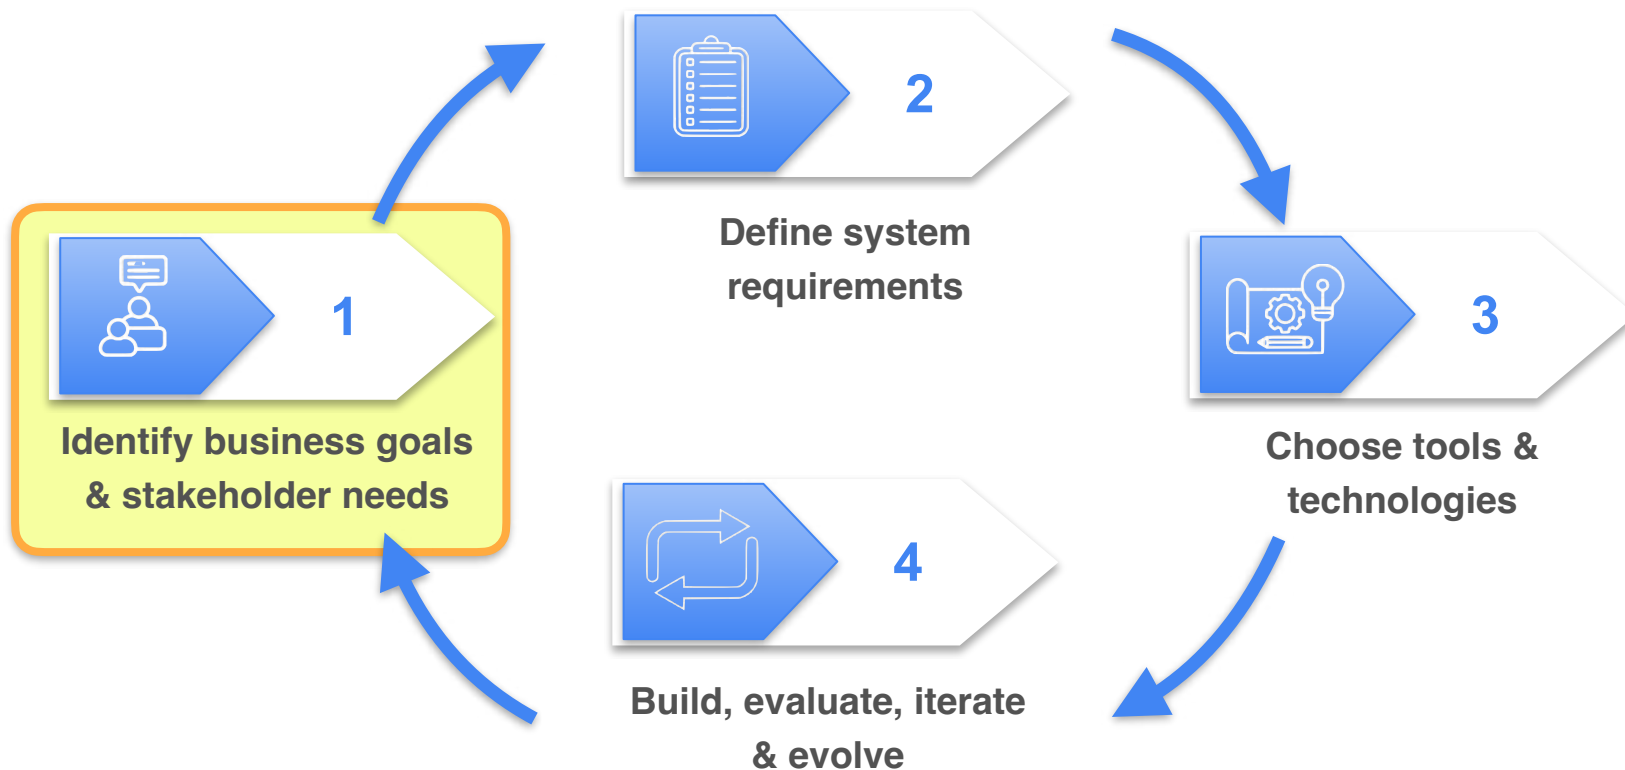 1
Identify business goals
& stakeholder needs
2
Define system
requirements
3
Choose tools &
technologies
4
Build, evaluate, iterate
& evolve